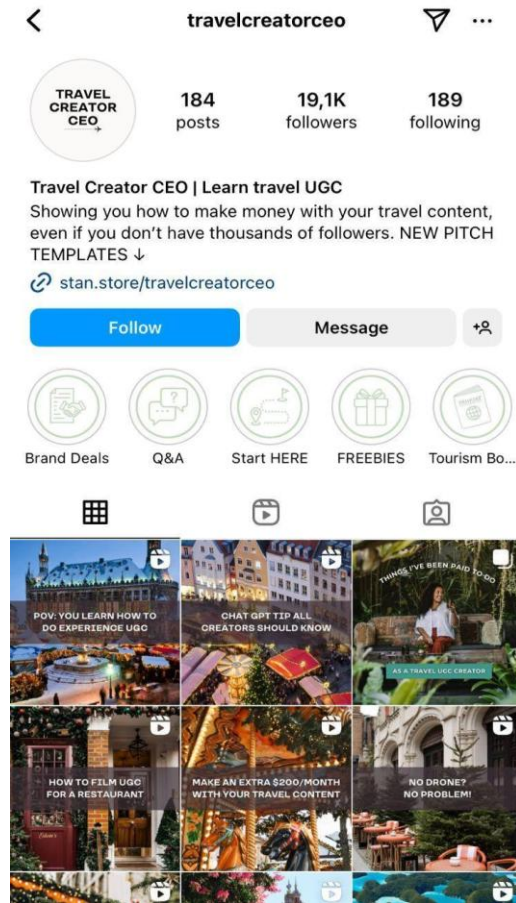 travelcreatorceo
TRAVEL
CREATOR
CEO
184
posts
19,1K
followers
189
following
Travel Creator CEO | Learn travel UGC
Showing you how to make money with your travel content,
even if you don't have thousands of followers. NEW PITCH
TEMPLATES ↓
stan.store/travelcreatorceo
Follow
Message
Brand Deals
Q&A
Start HERE
FREEBIES
Tourism Bo...
POV: YOU LEARN HOW TO
DO EXPERIENCE UGC
CHAT GPT TIP ALL
CREATORS SHOULD KNOW
THINGS I'VE BEEN PAID TO DO
AS A TRAVEL UGC CREATOR
HOW TO FILM UGC
FOR A RESTAURANT
MAKE AN EXTRA $200/MONTH
WITH YOUR TRAVEL CONTENT
NO DRONE?
NO PROBLEM!